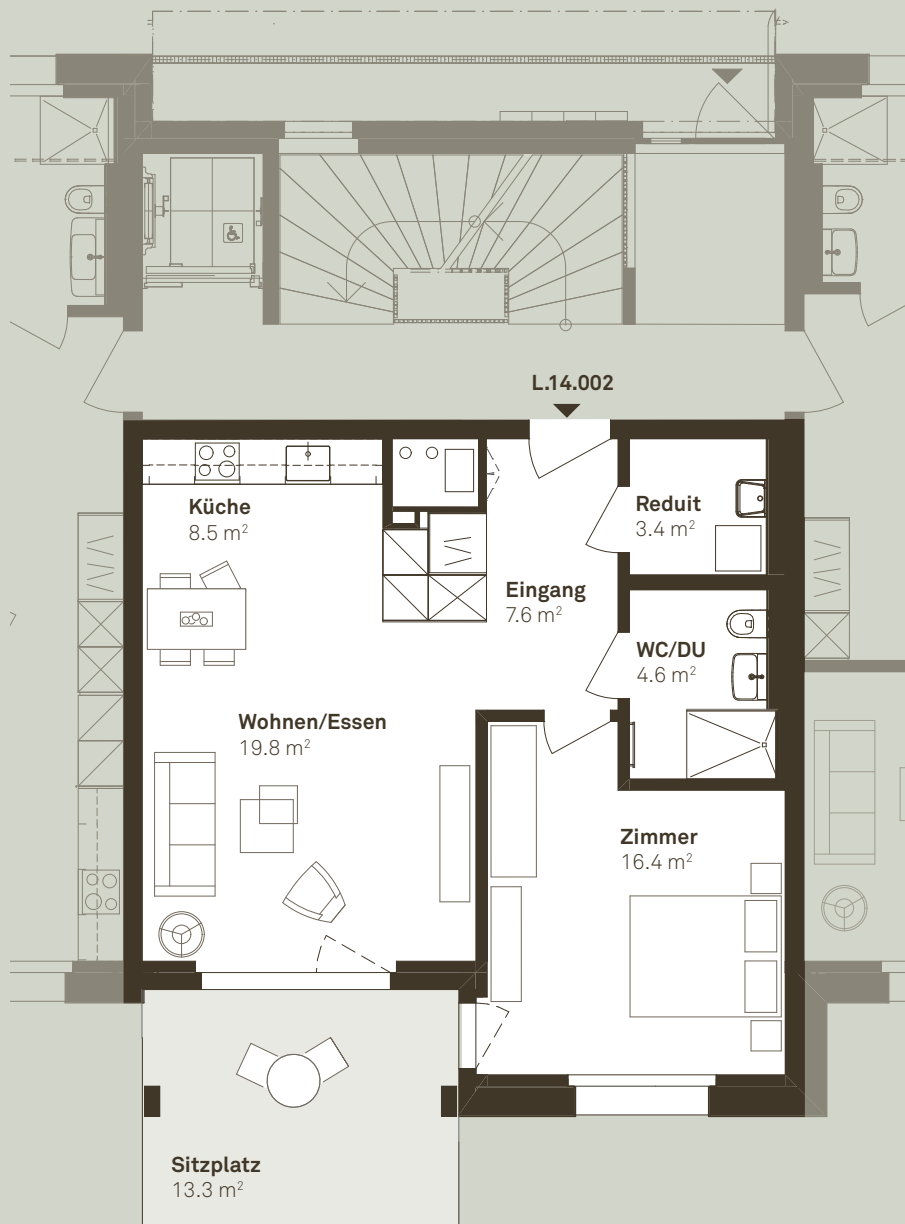 L.14.002
Küche
8.5 m²
Reduit
3.4 m²
Eingang
7.6 m²
WC/DU
4.6 m²
Wohnen/Essen
19.8 m²
Zimmer
16.4 m²
Sitzplatz
13.3 m²